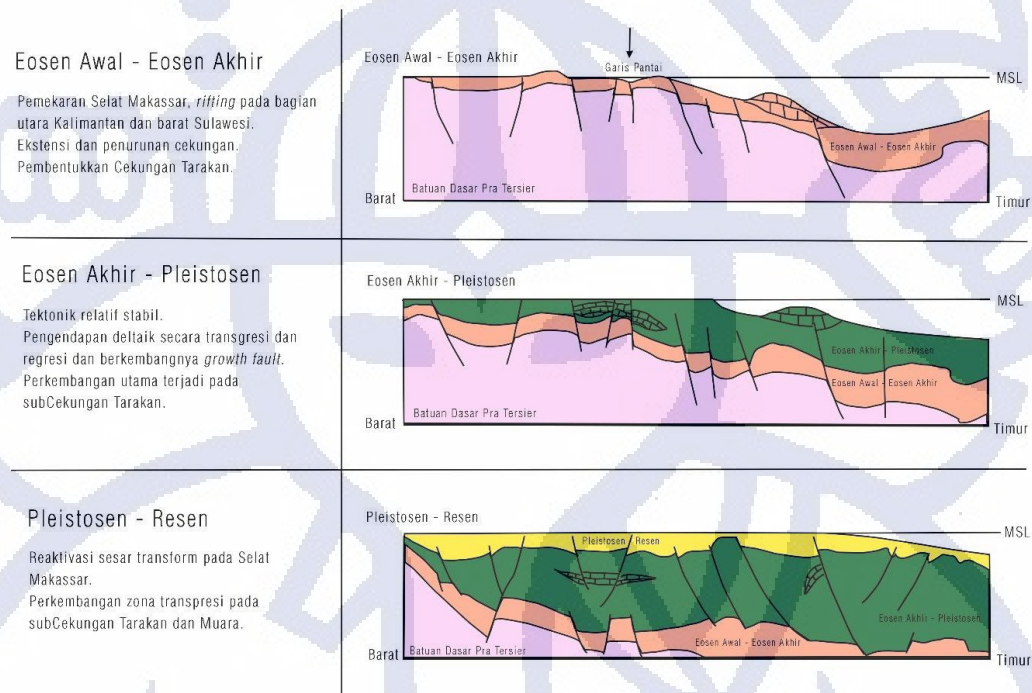 Eosen Awal - Eosen Akhir
Pemekaran Selat Makassar, rifting pada bagian
utara Kalimantan dan barat Sulawesi.
Ekstensi dan penurunan cekungan.
Pembentukkan Cekungan Tarakan.
Eosen Awal - Eosen Akhir
Garis Pantai
MSL
Eosen Awal - Eosen Akhir
Batuan Dasar Pra Tersier
Barat
Timur
Eosen Akhir - Pleistosen
Tektonik relatif stabil.
Pengendapan deltaik secara transgresi dan
regresi dan berkembangnya growth fault.
Perkembangan utama terjadi pada
subCekungan Tarakan.
Eosen Akhir - Pleistosen
MSL
Eosen Akhir - Pleistosen
Eosen Awal - Eosen Akhir
Batuan Dasar Pra Tersier
Barat
Timur
Pleistosen - Resen
Reaktivasi sesar transform pada Selat
Makassar.
Perkembangan zona transpresi pada
subCekungan Tarakan dan Muara.
Pleistosen - Resen
MSL
Pleistosen - Resen
Eosen Akhir - Pleistosen
Eosen Awal - Eosen Akhir
Batuan Dasar Pra Tersier
Barat
Timur